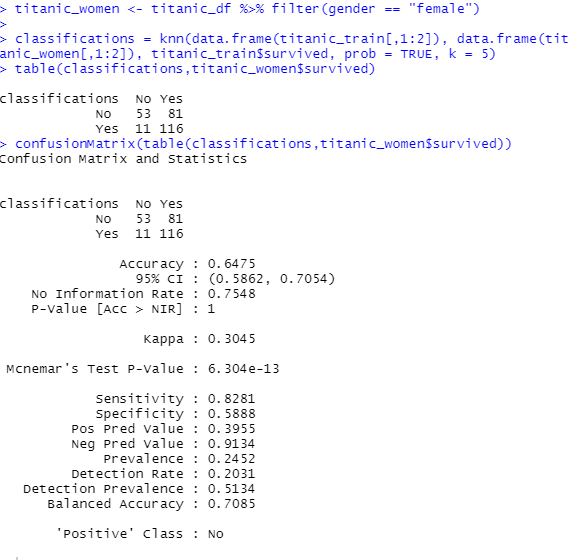 > titanic_women <- titanic_df %>% filter(gender == "female")
>
> classifications = knn(data.frame(titanic_train[,1:2]), data.frame(tit
anic_women[,1:2]), titanic_train$survived, prob = TRUE, k = 5)
> table(classifications,titanic_women$survived)
classifications No Yes
No 53 81
Yes 11 116
> confusionMatrix(table(classifications,titanic_women$survived))
Confusion Matrix and Statistics
classifications No Yes
No 53 81
Yes 11 116
Accuracy : 0.6475
95% CI : (0.5862, 0.7054)
No Information Rate : 0.7548
P-Value [Acc > NIR] : 1
Kappa : 0.3045
Mcnemar's Test P-Value : 6.304e-13
Sensitivity : 0.8281
Specificity : 0.5888
Pos Pred Value : 0.3955
Neg Pred Value : 0.9134
Prevalence : 0.2452
Detection Rate : 0.2031
Detection Prevalence : 0.5134
Balanced Accuracy : 0.7085
'Positive' Class : No